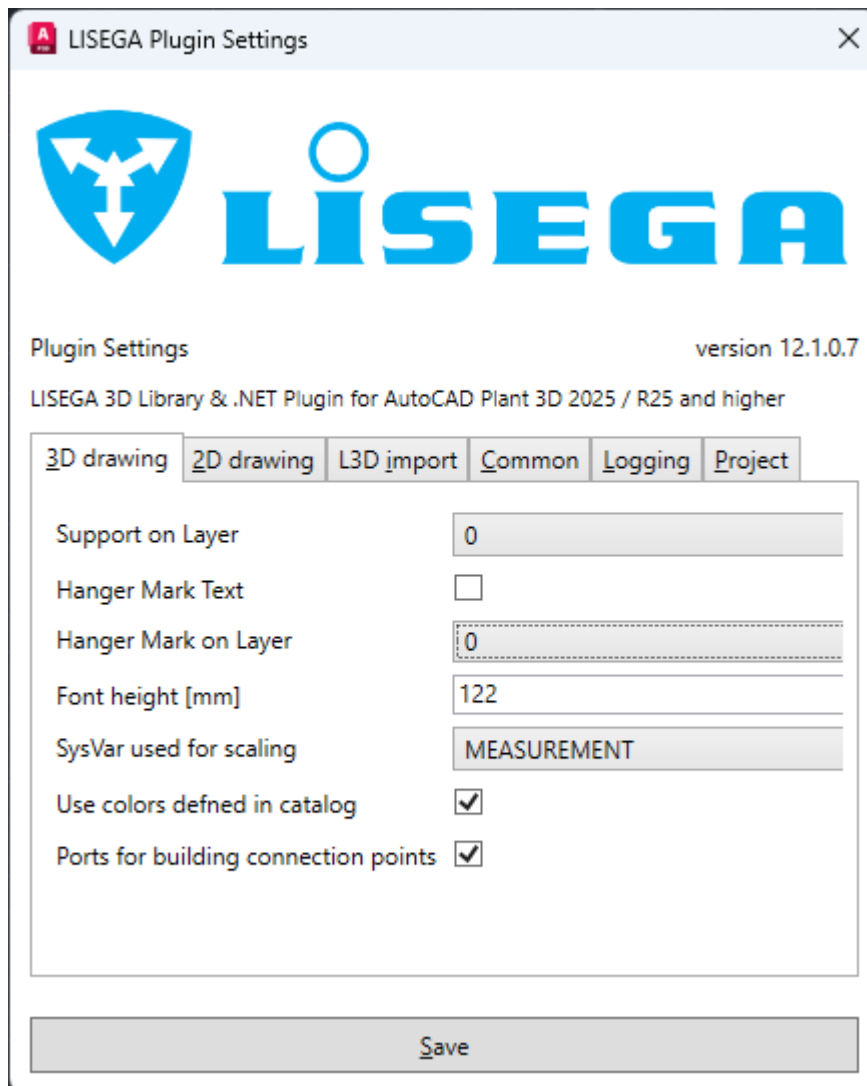 LISEGA Plugin Settings
LISEGA
Plugin Settings version 12.1.0.7
LISEGA 3D Library & .NET Plugin for AutoCAD Plant 3D 2025 / R25 and higher
3D drawing 2D drawing L3D import Common Logging Project
Support on Layer 0
Hanger Mark Text
Hanger Mark on Layer 0
Font height [mm] 122
SysVar used for scaling MEASUREMENT
Use colors defned in catalog
Ports for building connection points
Save